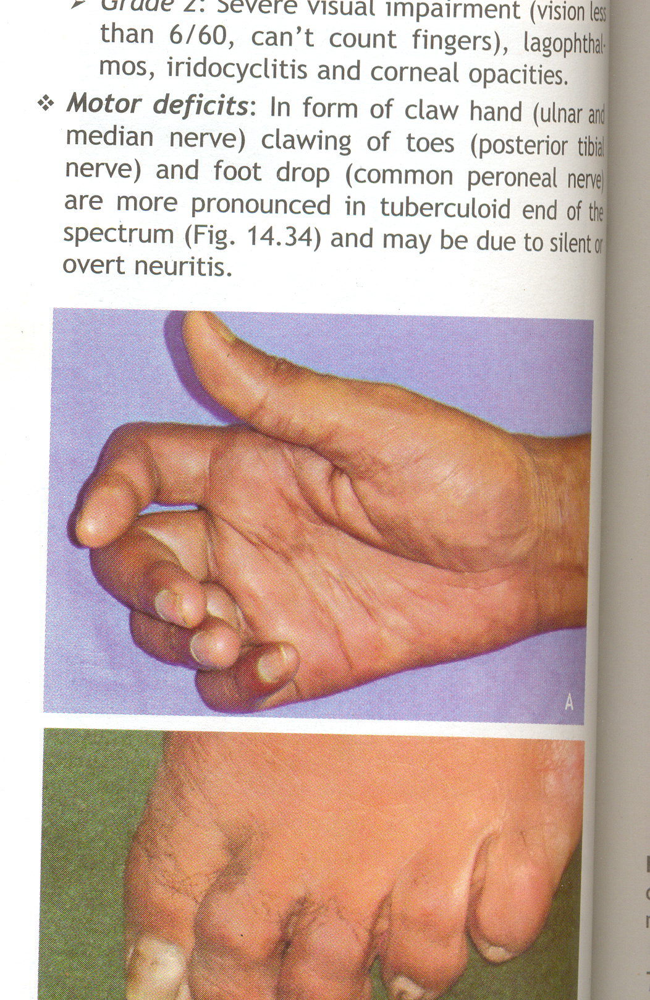 ➢ Grade 2: Severe visual impairment (vision less
than 6/60, can't count fingers), lagophthal-
mos, iridocyclitis and corneal opacities.
❖ Motor deficits: In form of claw hand (ulnar and
median nerve) clawing of toes (posterior tibial
nerve) and foot drop (common peroneal nerve)
are more pronounced in tuberculoid end of the
spectrum (Fig. 14.34) and may be due to silent or
overt neuritis.
A